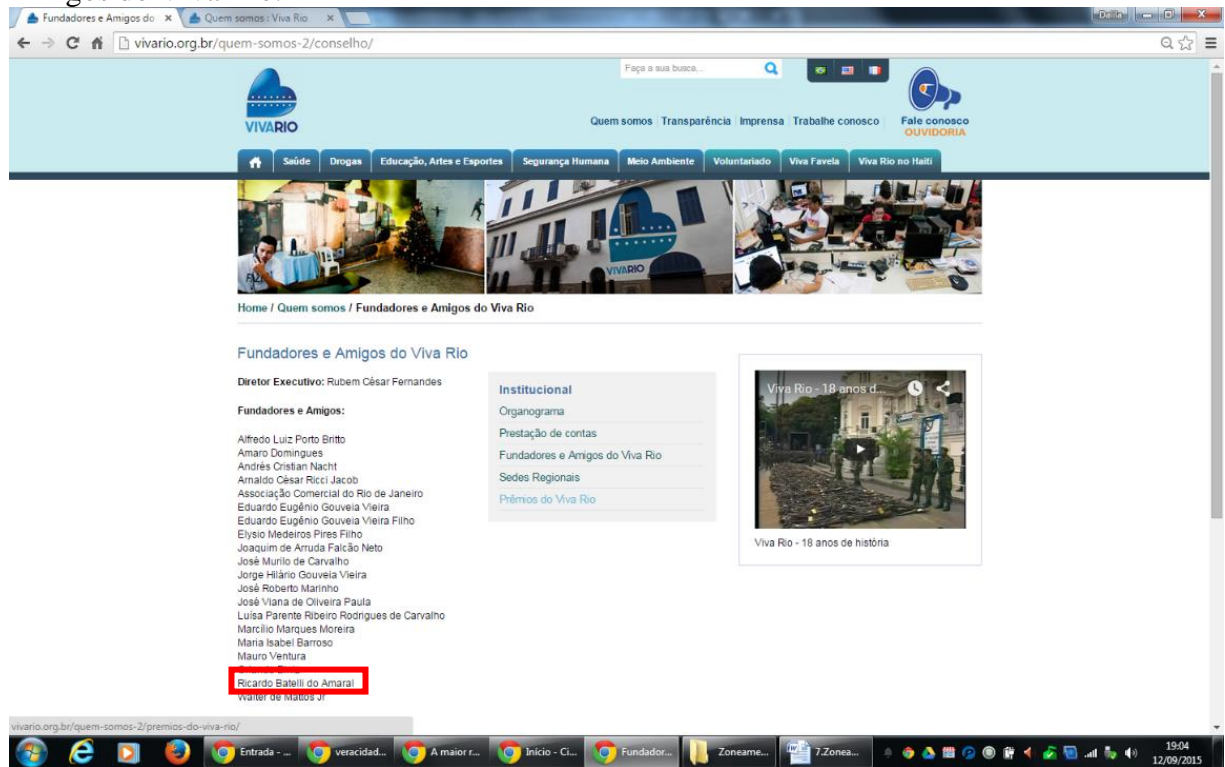 Fundadores e Amigos do
Quem somos : Viva Rio
Dalila
vivario.org.br/quem-somos-2/conselho/
Faça a sua busca...
VIVARIO
Quem somos Transparência Imprensa Trabalhe conosco
Fale conosco
OUVIDORIA
Saúde Drogas Educação, Artes e Esportes Segurança Humana Meio Ambiente Voluntariado Viva Favela Viva Rio no Haiti
VIVARIO
Home / Quem somos / Fundadores e Amigos do Viva Rio
Fundadores e Amigos do Viva Rio
Diretor Executivo: Rubem César Fernandes
Fundadores e Amigos:
Alfredo Luiz Porto Britto
Amaro Domingues
Andrés Cristian Nacht
Arnaldo César Ricci Jacob
Associação Comercial do Rio de Janeiro
Eduardo Eugênio Gouveia Vieira
Eduardo Eugênio Gouveia Vieira Filho
Elysio Medeiros Pires Filho
Joaquim de Arruda Falcão Neto
José Murilo de Carvalho
Jorge Hilário Gouveia Vieira
José Roberto Marinho
José Viana de Oliveira Paula
Luísa Parente Ribeiro Rodrigues de Carvalho
Marcílio Marques Moreira
Maria Isabel Barroso
Mauro Ventura
Ricardo Batelli do Amaral
Walter de Mattos Jr
Institucional
Organograma
Prestação de contas
Fundadores e Amigos do Viva Rio
Sedes Regionais
Prêmios do Viva Rio
Viva Rio - 18 anos d...
Viva Rio - 18 anos de história
vivario.org.br/quem-somos-2/premios-do-viva-rio/
Entrada - ...
veracidad...
A maior r...
Início - Ci...
Fundador...
Zoneame...
7.Zonea...
19:04
12/09/2015